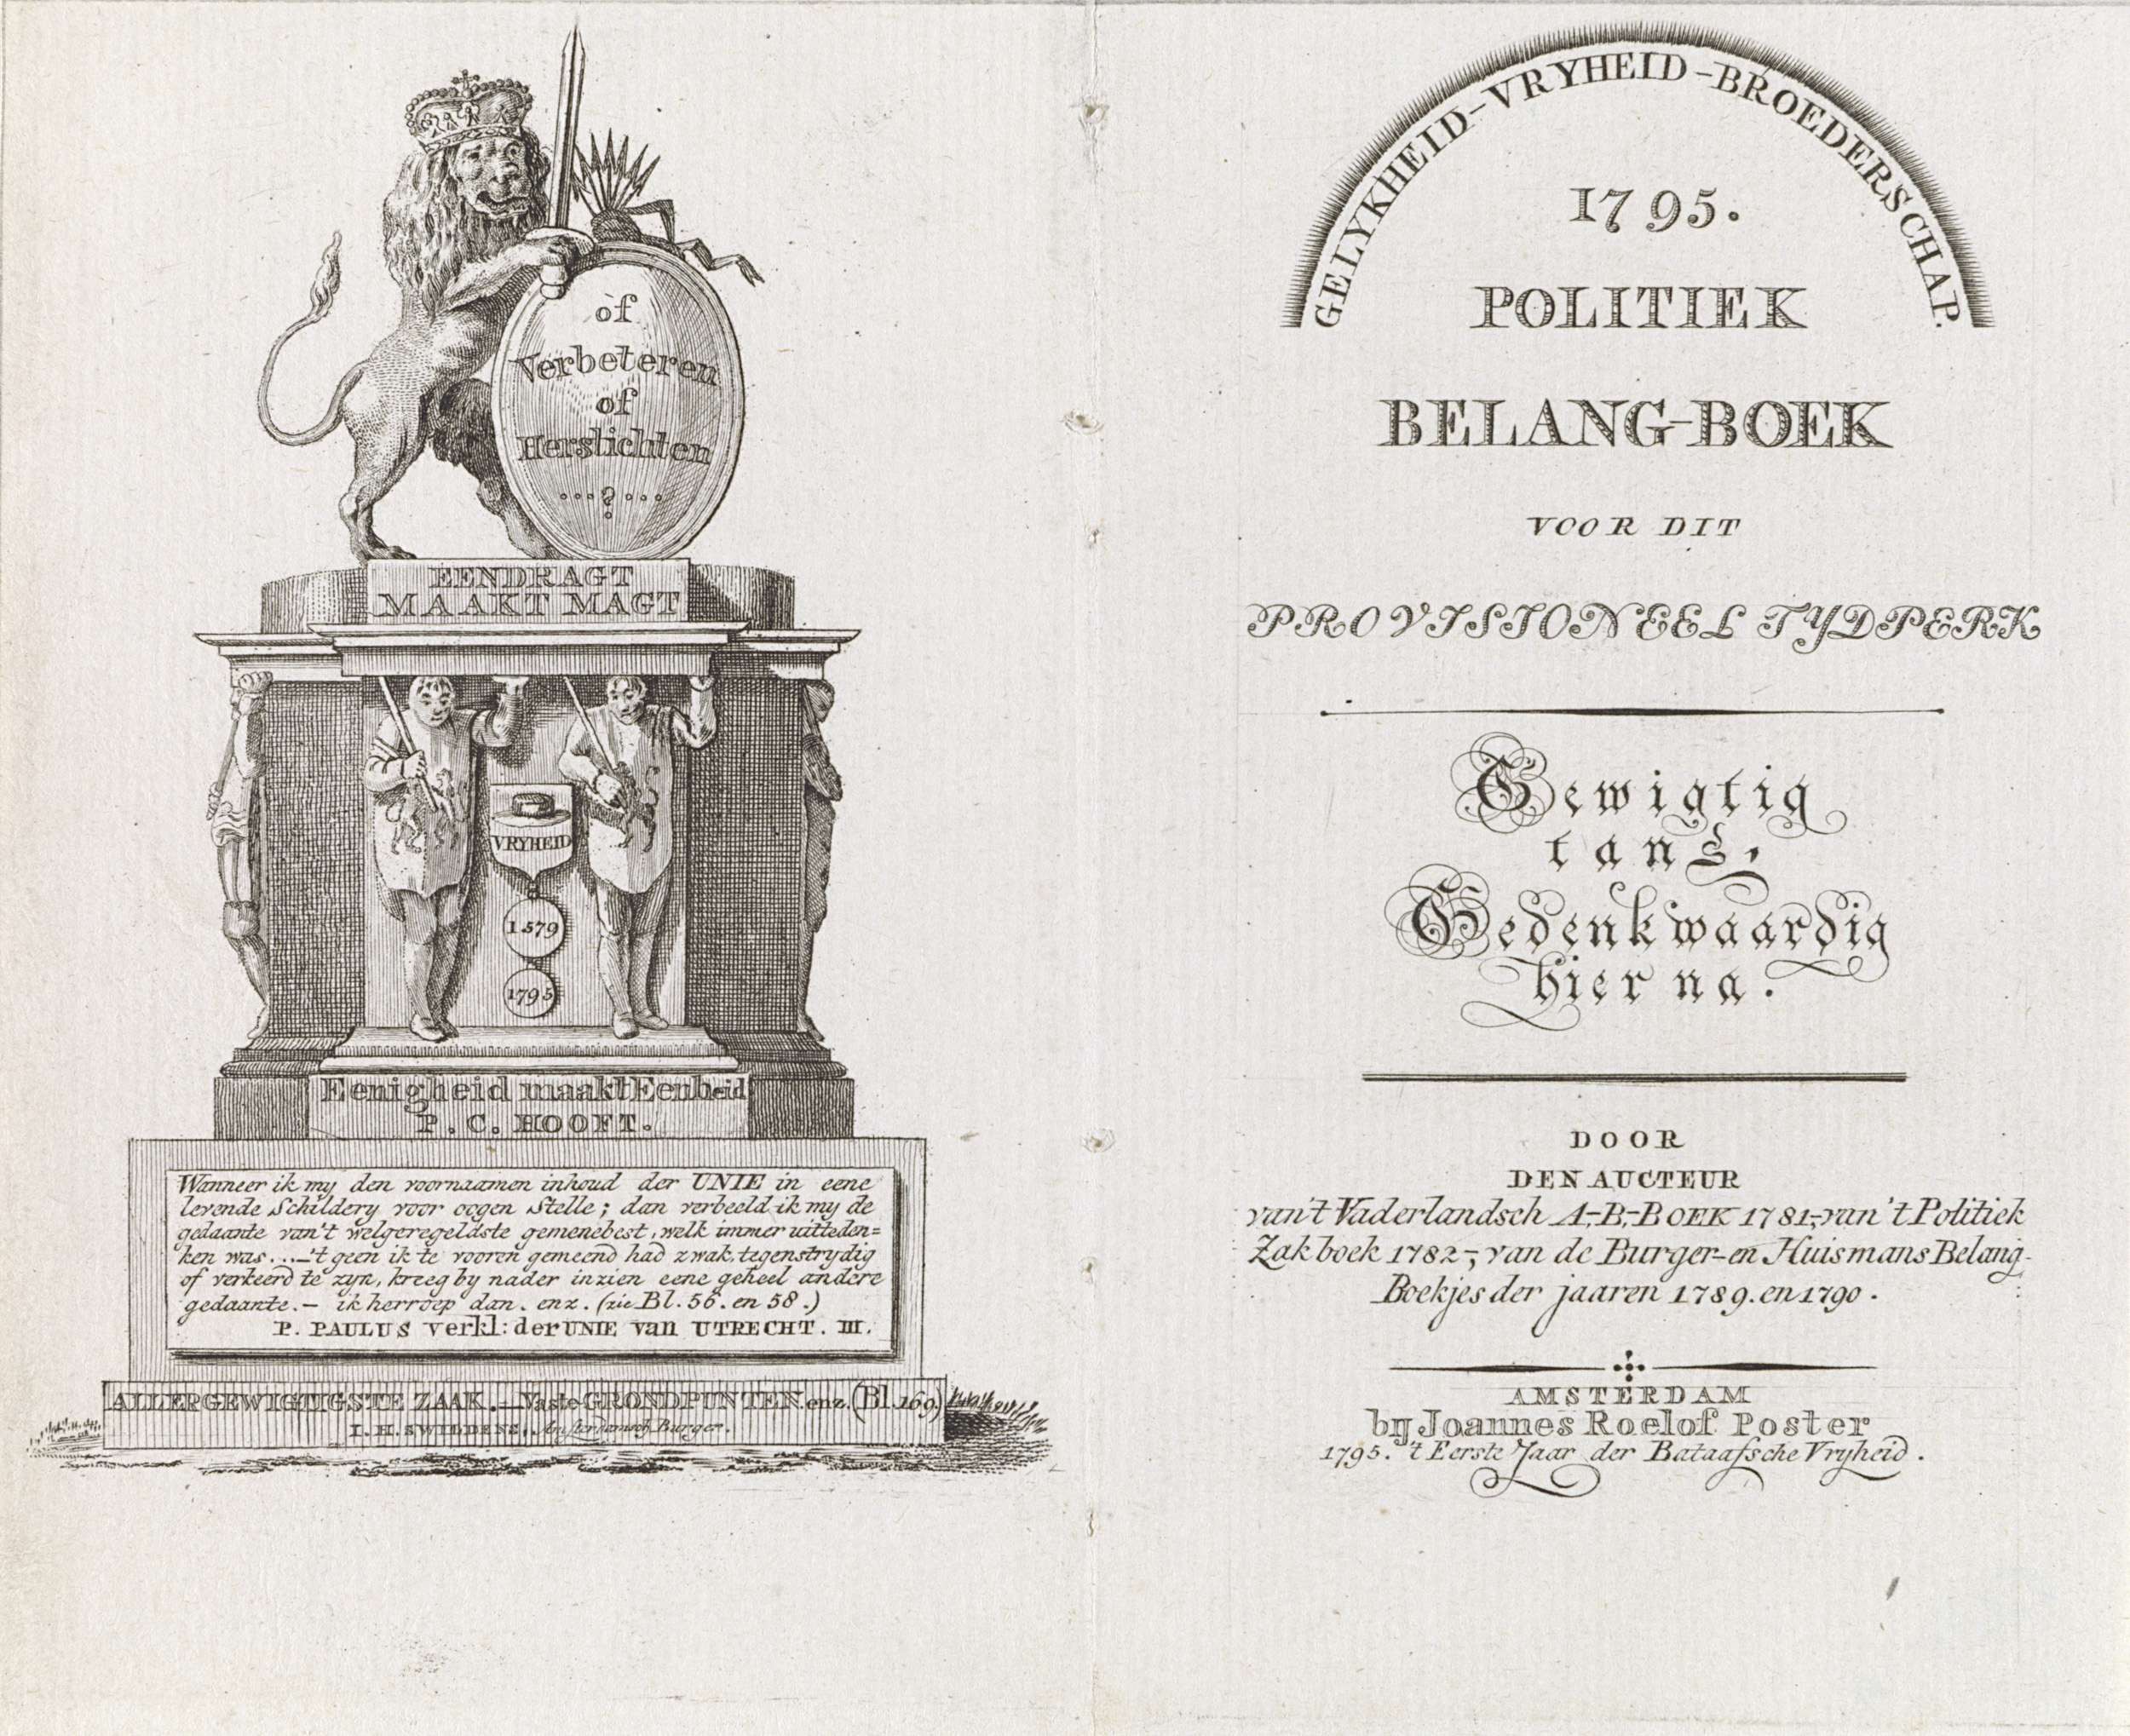 of
Verbeteren
of
Herstichten
....?....
EENDRAGT
MAAKT MAGT
VRYHEID
1579
1795
Eenigheid maakt Eenheid
P. C. HOOFT.
Wanneer ik my den voornaamen inhoud der UNIE in eene
levende Schildery voor oogen Stelle; dan verbeeld ik my de
gedaante van't welgeregeldste gemenebest, welk immer uitteden=
ken was...—'t geen ik te vooren gemeend had zwak, tegenstrydig
of verkeerd te zyn, kreeg by nader inzien eene geheel andere
gedaante.— ik herroep dan. enz. (zie Bl. 56. en 58.)
P. PAULUS verkl: der UNIE van UTRECHT. III.
ALLERGEWIGTIGSTE ZAAK.—Vaste GRONDPUNTEN enz. (Bl. 169)
I. H. SWILDENS, Amsterdamsch Burger.
GELYKHEID-VRYHEID-BROEDERSCHAP.
1795.
POLITIEK
BELANG-BOEK
VOOR DIT
PROVISIONEEL TYDPERK
Gewigtig
tans,
Gedenkwaardig
hier na.
DOOR
DEN AUCTEUR
van't Vaderlandsch A-B-BOEK 1781,-van 't Politiek
Zakboek 1782-, van de Burger-en Huismans Belang-
Boekjes der jaaren 1789. en 1790.
AMSTERDAM
by Joannes Roelof Poster
1795. 't Eerste Jaar der Bataafsche Vryheid.